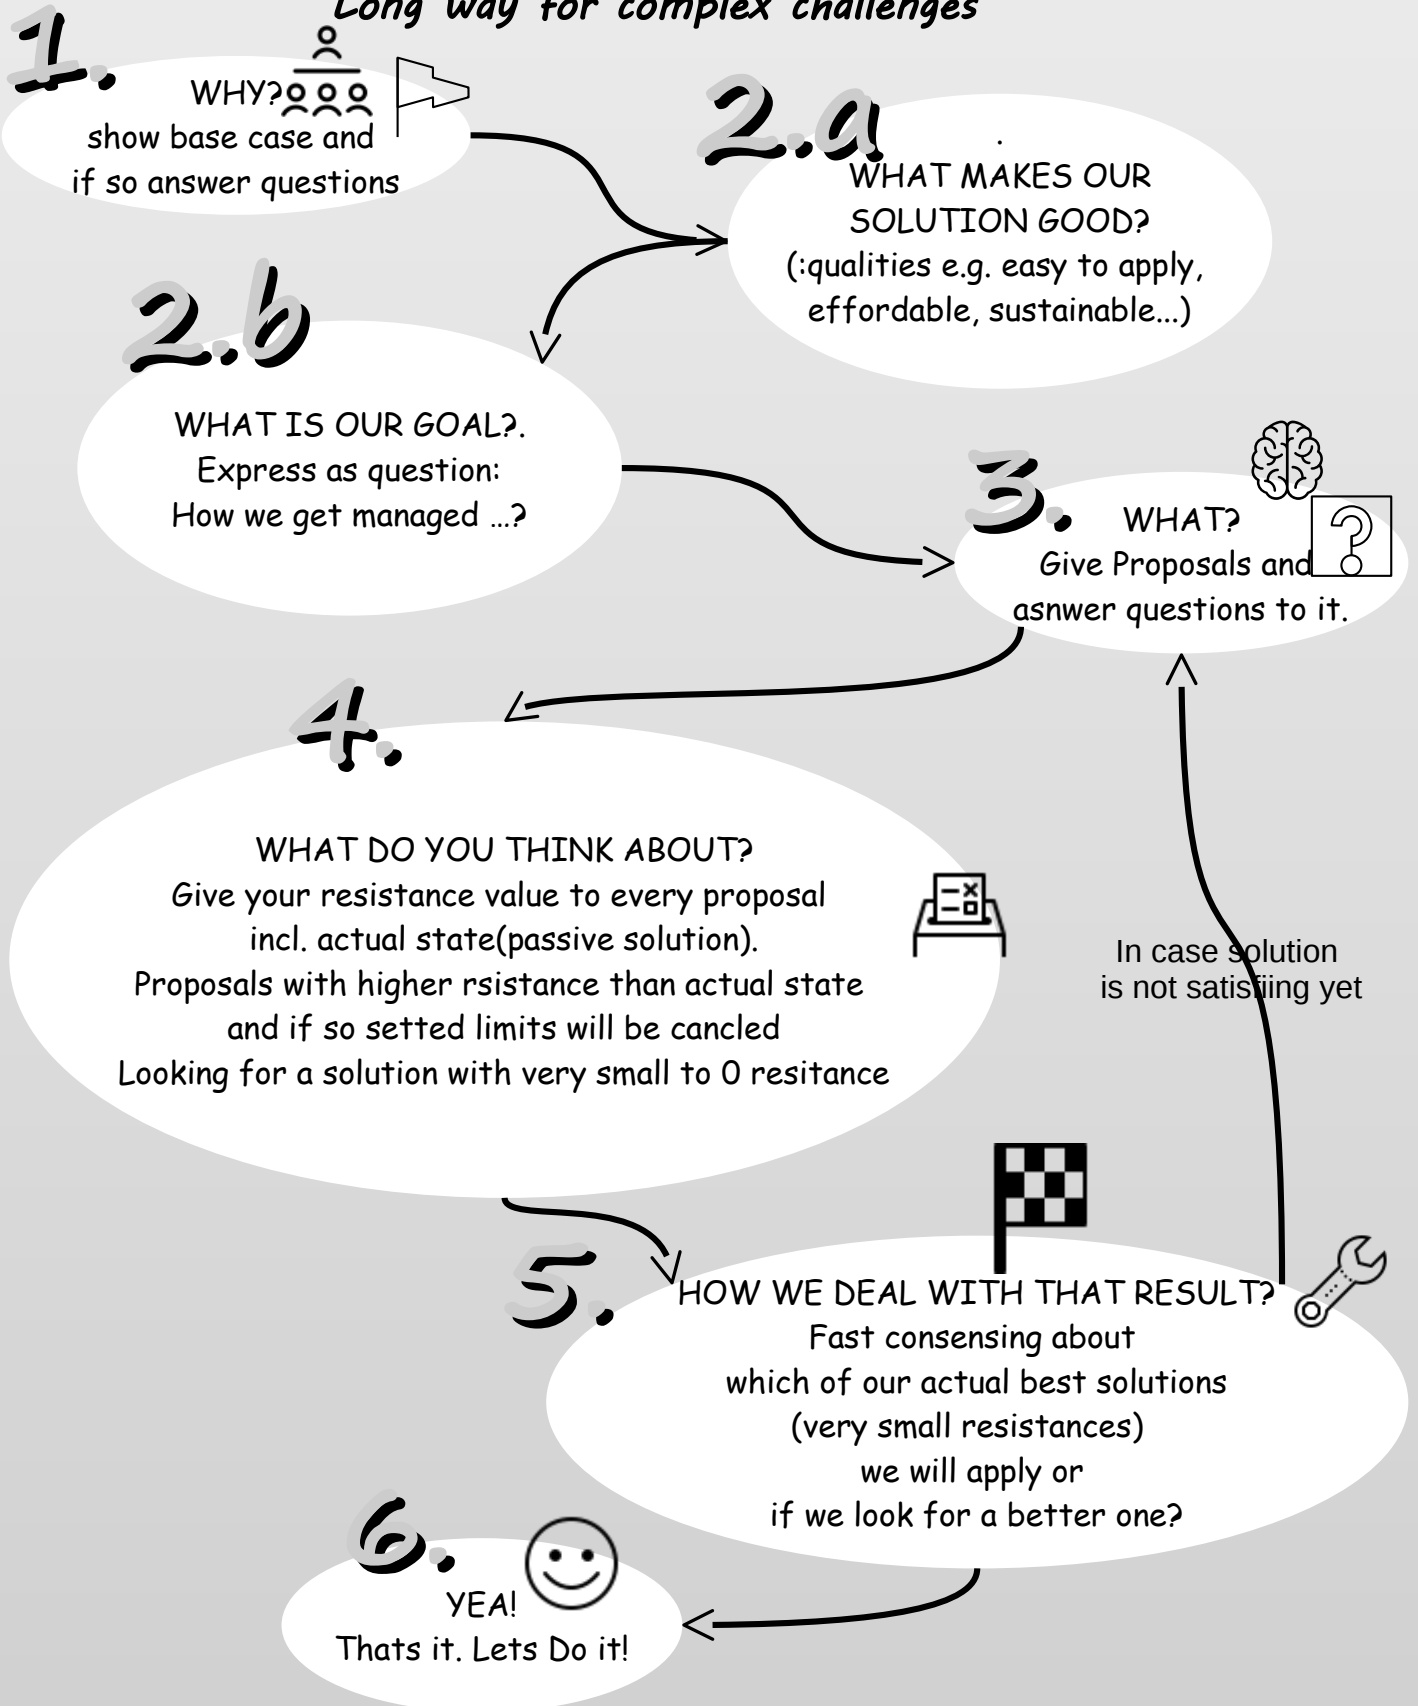 Long way for complex challenges
1.
WHY?
show base case and
if so answer questions
2.a
.
WHAT MAKES OUR
SOLUTION GOOD?
(:qualities e.g. easy to apply,
effordable, sustainable...)
2.b
WHAT IS OUR GOAL?.
Express as question:
How we get managed ...?
3.
WHAT?
Give Proposals and
asnwer questions to it.
?
4.
WHAT DO YOU THINK ABOUT?
Give your resistance value to every proposal
incl. actual state(passive solution).
Proposals with higher rsistance than actual state
and if so setted limits will be cancled
Looking for a solution with very small to 0 resitance
In case solution
is not satisfiing yet
5.
HOW WE DEAL WITH THAT RESULT?
Fast consensing about
which of our actual best solutions
(very small resistances)
we will apply or
if we look for a better one?
6.
YEA!
Thats it. Lets Do it!